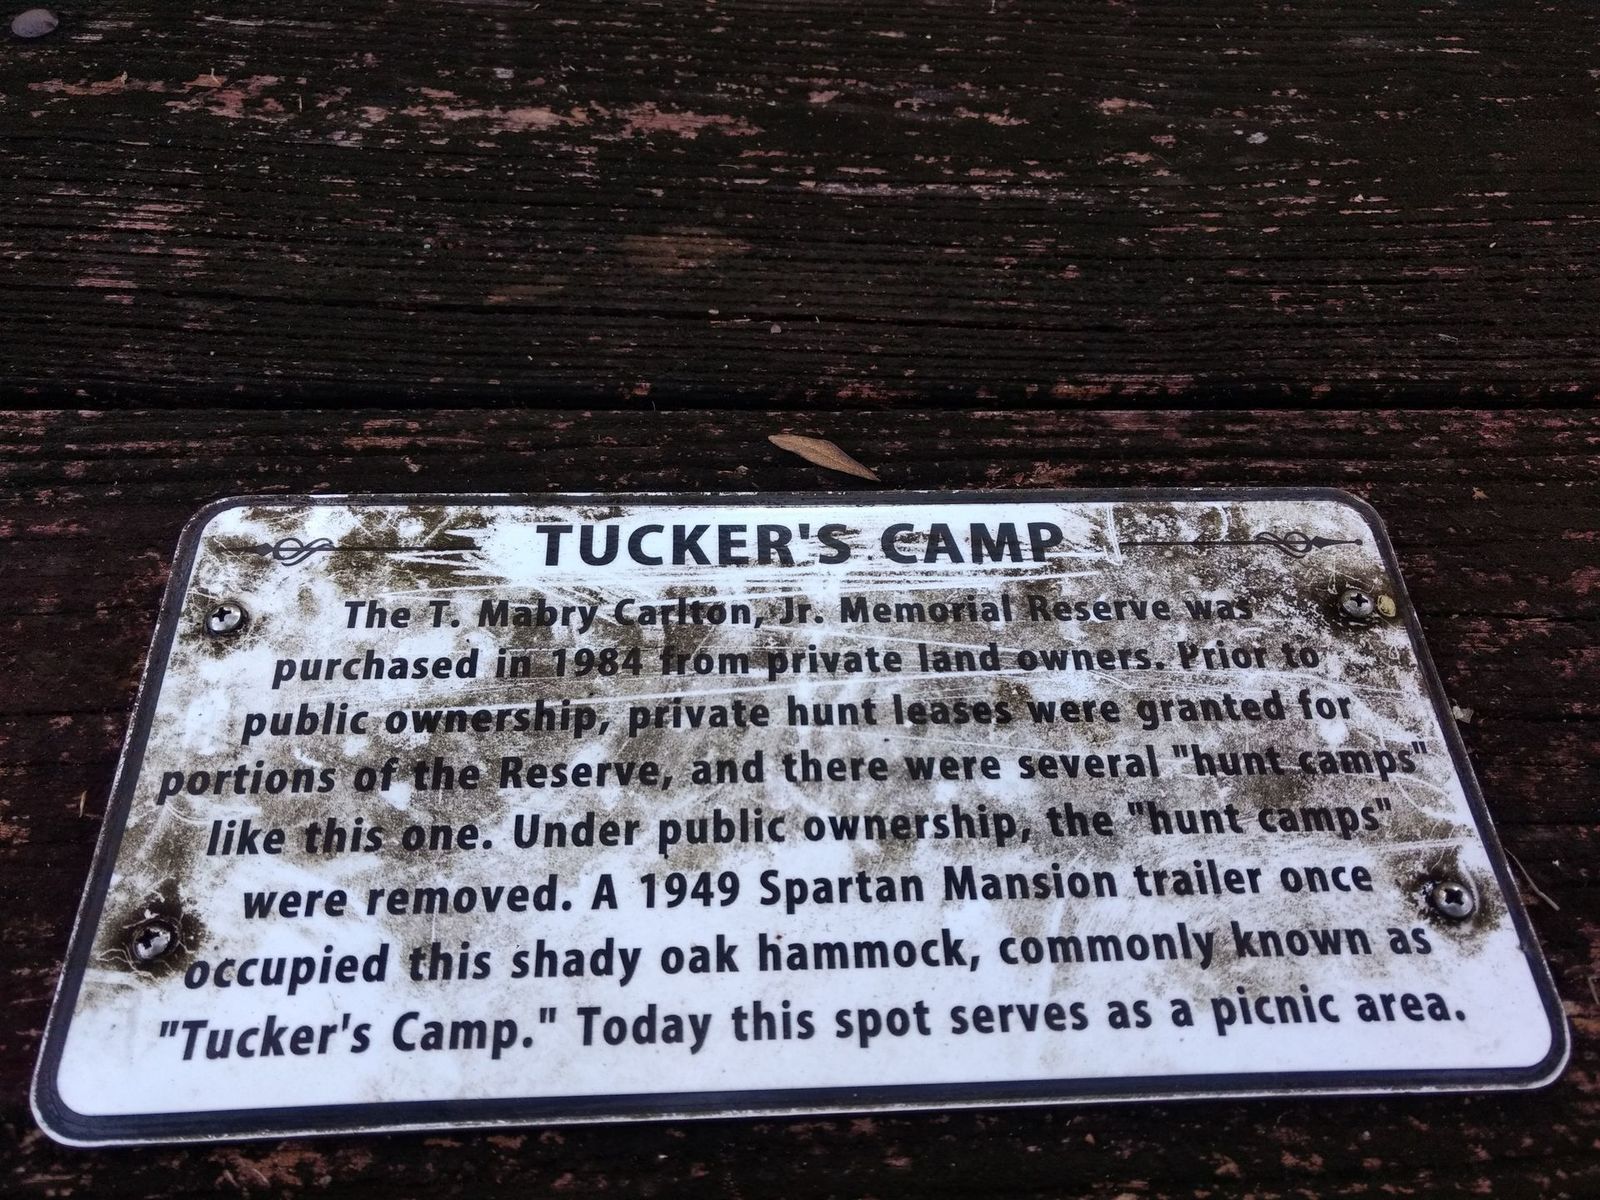 TUCKER'S CAMP
The T. Mabry Carlton, Jr. Memorial Reserve was
purchased in 1984 from private land owners. Prior to
public ownership, private hunt leases were granted for
portions of the Reserve, and there were several "hunt camps"
like this one. Under public ownership, the "hunt camps"
were removed. A 1949 Spartan Mansion trailer once
occupied this shady oak hammock, commonly known as
"Tucker's Camp." Today this spot serves as a picnic area.